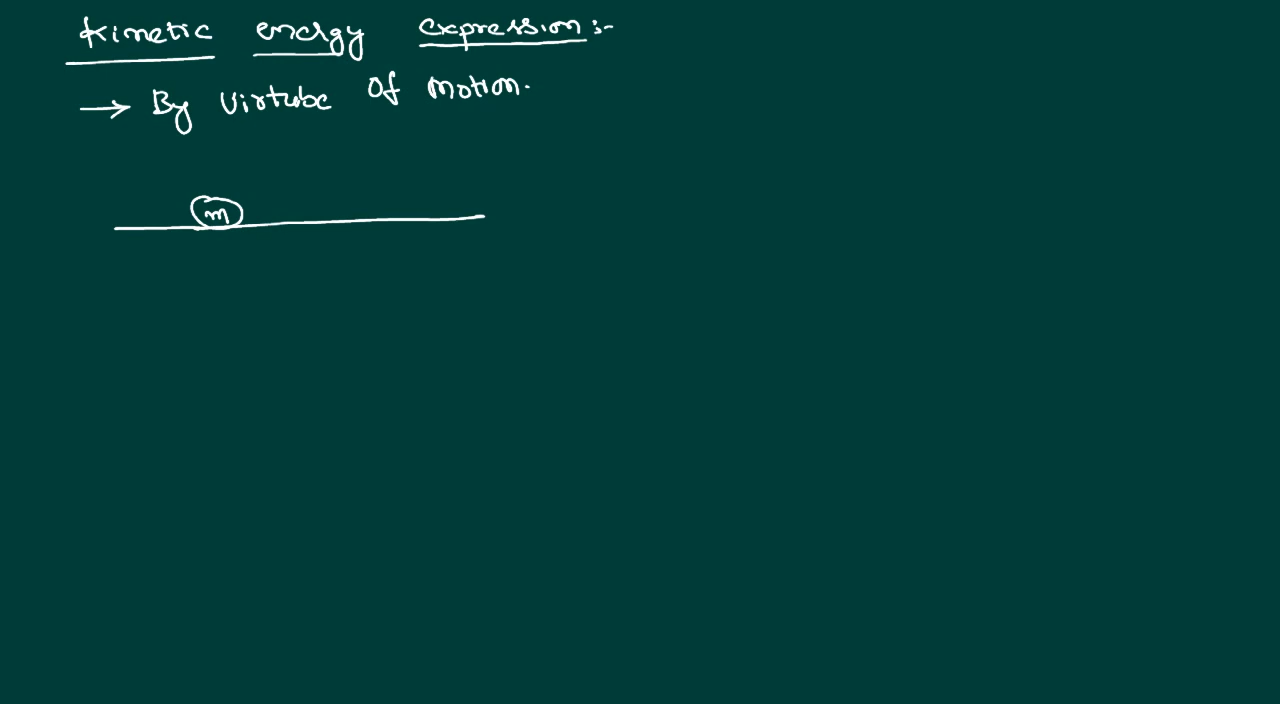 Kinetic energy expression :-
→ By virtube of motion.
m